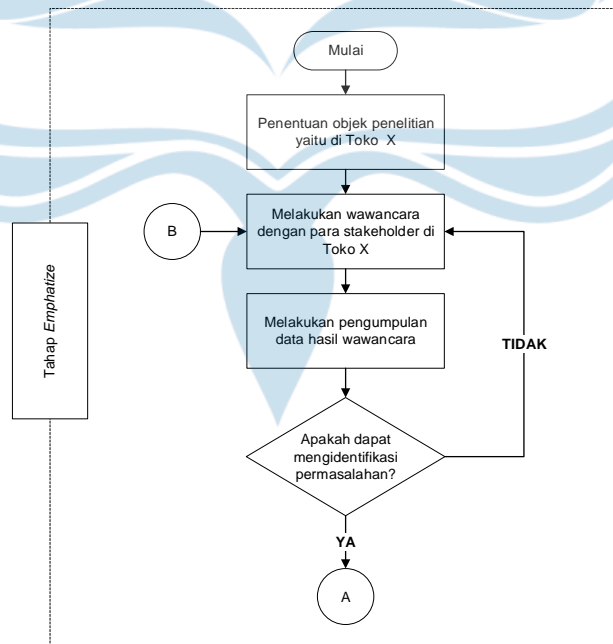 Mulai
Penentuan objek penelitian
yaitu di Toko X
B
Melakukan wawancara
dengan para stakeholder di
Toko X
Tahap Emphatize
Melakukan pengumpulan
data hasil wawancara
TIDAK
Apakah dapat
mengidentifikasi
permasalahan?
YA
A